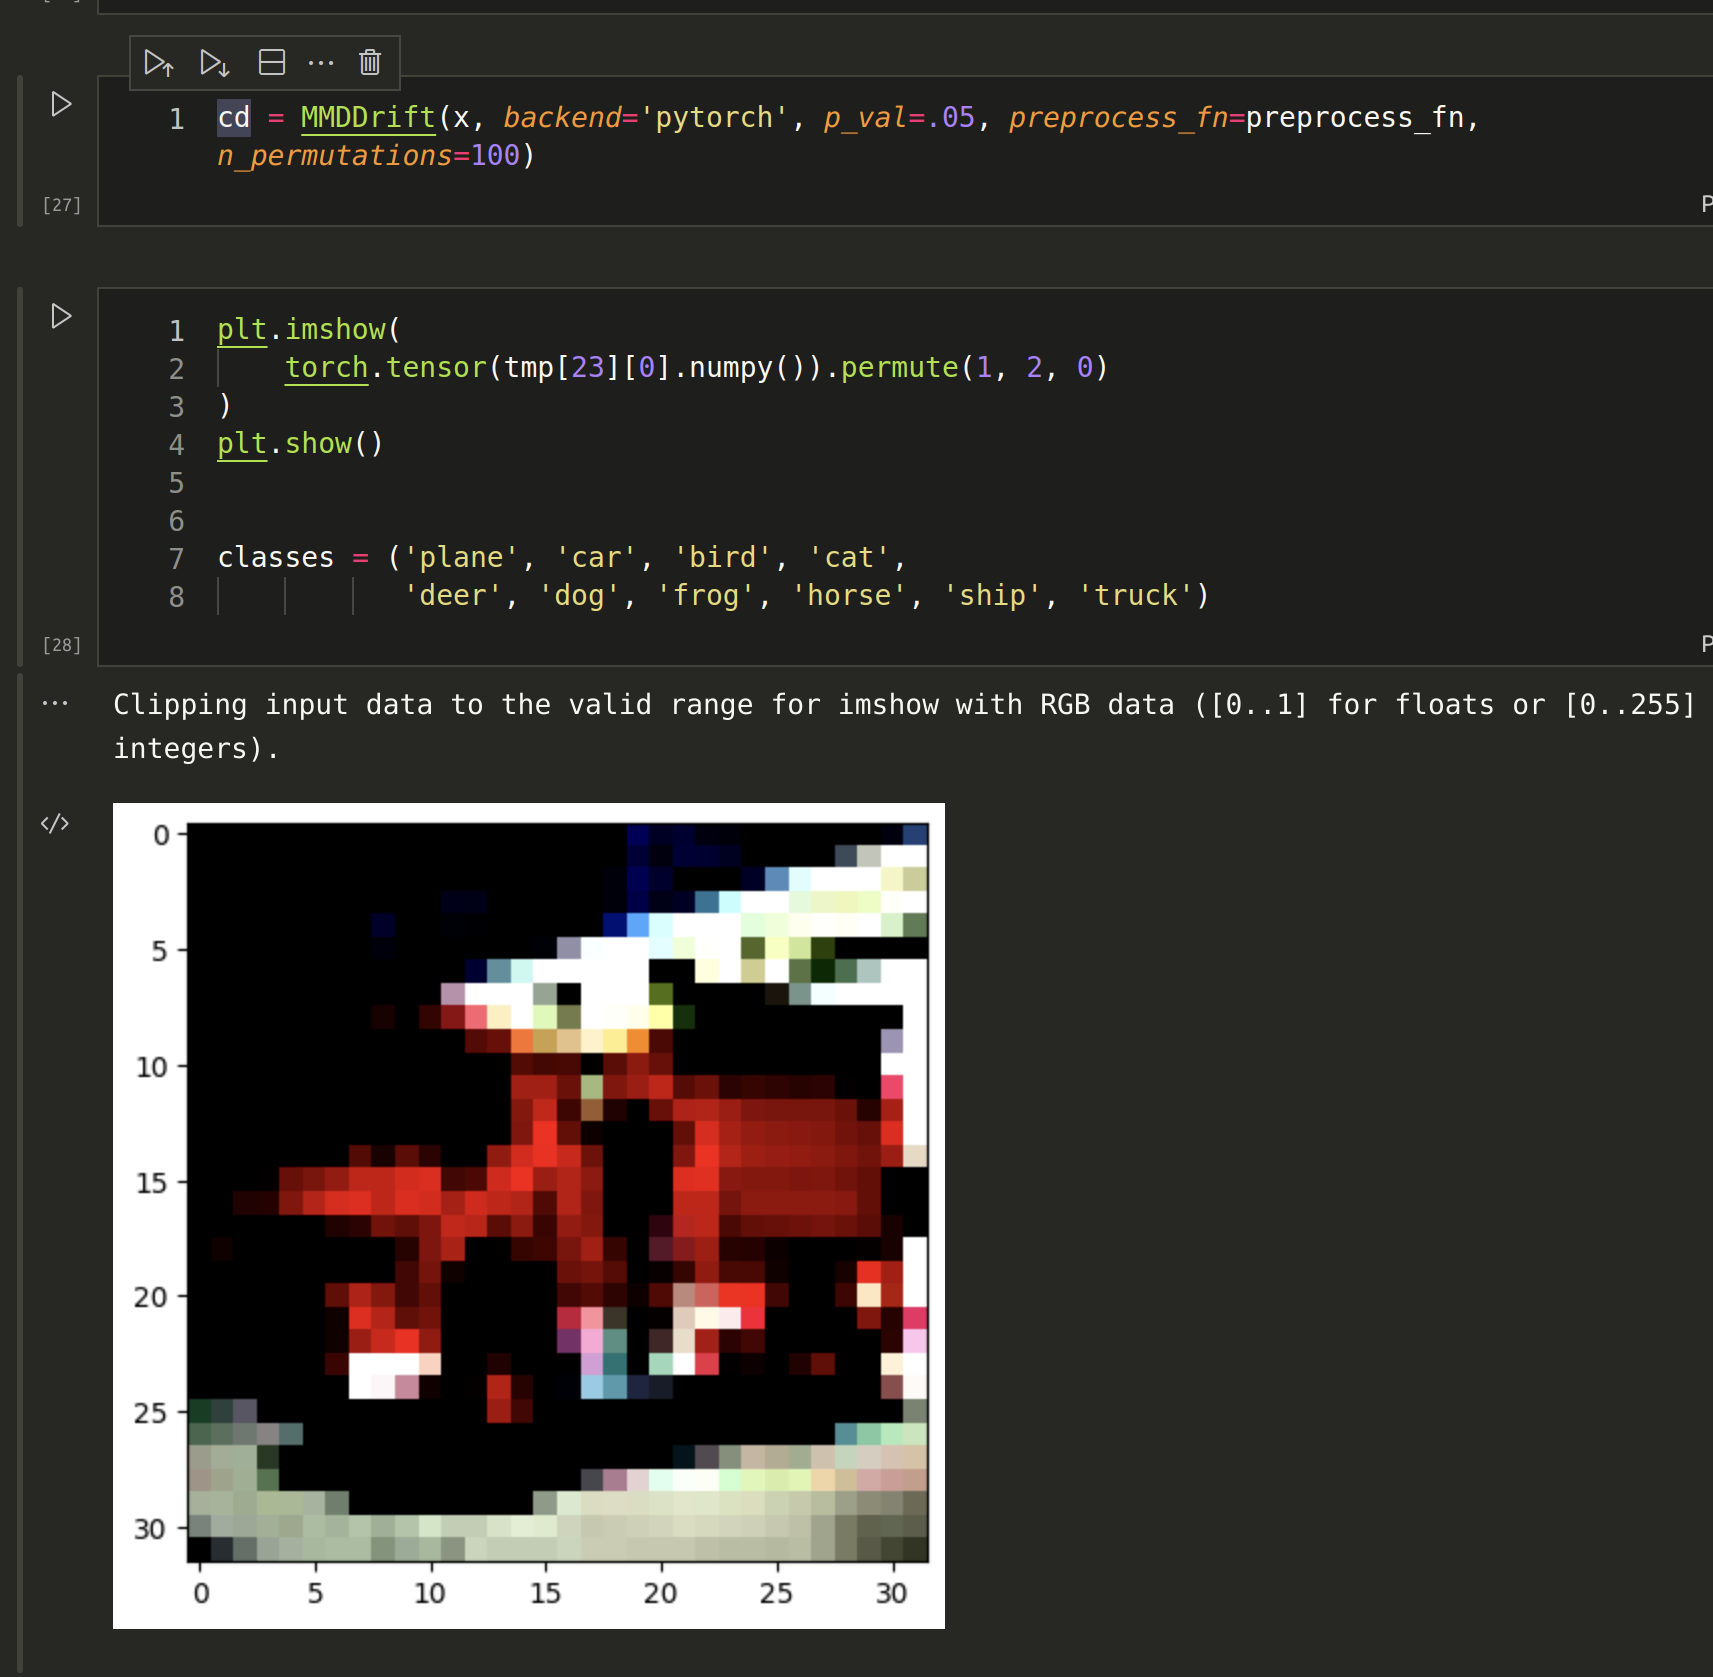 1 cd = MMDDrift(x, backend='pytorch', p_val=.05, preprocess_fn=preprocess_fn,
n_permutations=100)
[27]
P
1 plt.imshow(
2 torch.tensor(tmp[23][0].numpy()).permute(1, 2, 0)
3 )
4 plt.show()
5
6
7 classes = ('plane', 'car', 'bird', 'cat',
8 'deer', 'dog', 'frog', 'horse', 'ship', 'truck')
[28]
P
Clipping input data to the valid range for imshow with RGB data ([0..1] for floats or [0..255]
integers).
0
5
10
15
20
25
30
0 5 10 15 20 25 30